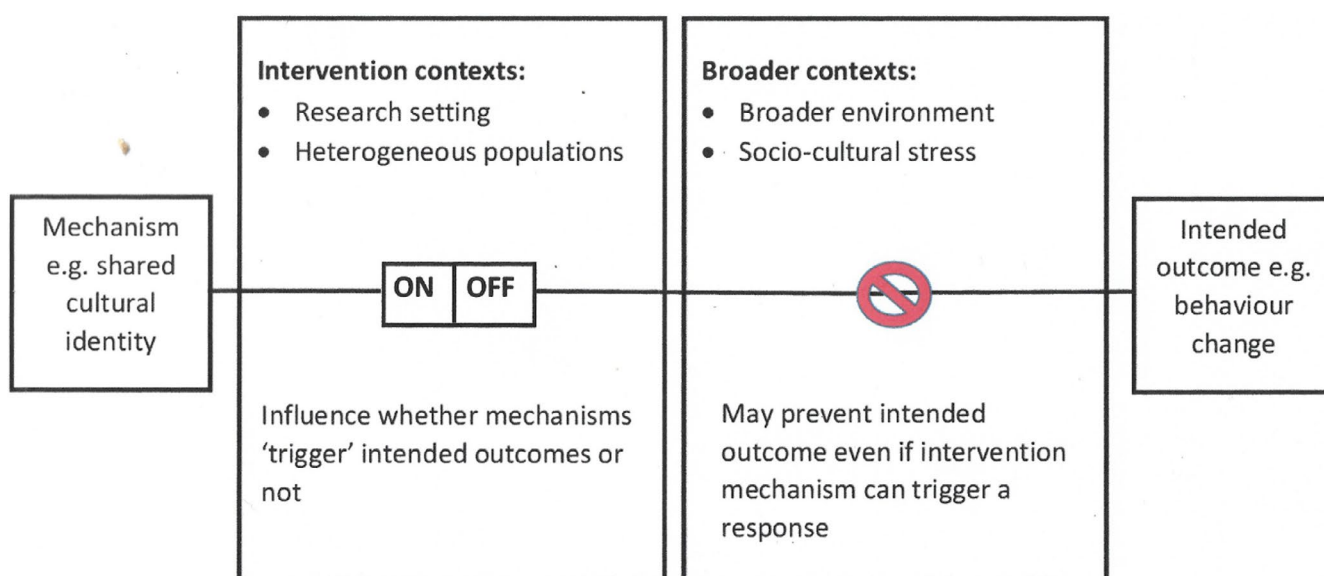 Mechanism
e.g. shared
cultural
identity
Intervention contexts:
• Research setting
• Heterogeneous populations
ON OFF
Influence whether mechanisms
‘trigger’ intended outcomes or
not
Broader contexts:
• Broader environment
• Socio-cultural stress
May prevent intended
outcome even if intervention
mechanism can trigger a
response
Intended
outcome e.g.
behaviour
change